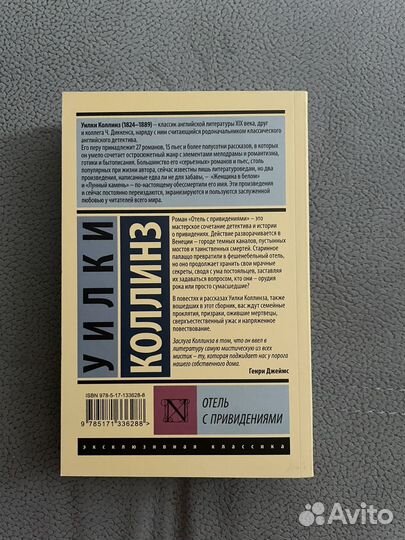 Уилки Коллинз (1824–1889) – классик английской литературы XIX века, друг
и коллега Ч. Диккенса, наряду с ним считающийся родоначальником классического
английского детектива.
Его перу принадлежит 27 романов, 15 пьес и более полусотни рассказов, в которых
он умело сочетает остросюжетный жанр с элементами мелодрамы и романтизма,
готики и бытописания. Большинство его «серьезных» романов и пьес, столь
популярных при жизни автора, сейчас известны лишь литературоведам, но два
произведения, написанные едва ли не для забавы, – «Женщина в белом»
и «Лунный камень» – по-настоящему обессмертили его имя. Эти произведения
и сейчас постоянно переиздаются, экранизируются и пользуются заслуженной
любовью у читателей всего мира.
УИЛКИ
КОЛЛИНЗ
Роман «Отель с привидениями» – это
мастерское сочетание детектива и истории
о привидениях. Действие разворачивается в
Венеции – городе темных каналов, пустынных
мостов и таинственных смертей. Старинное
палаццо превратили в фешенебельный отель,
но оно продолжает хранить свои мрачные
секреты, сводя с ума постояльцев, заставляя
их задаваться вопросом, кто они – орудия
рока или просто сумасшедшие?
В повестях и рассказах Уилки Коллинза, также
вошедших в этот сборник, вас ждут семейные
проклятия, призраки, ожившие мертвецы,
сверхъестественный ужас и напряженное
повествование.
Заслуга Коллинза в том, что он ввел в
литературу самую мистическую из всех
мистик – ту, которая поджидает нас у порога
нашего собственного дома.
Генри Джеймс
ISBN 978-5-17-133628-8
9 785171 336288 >
N
ОТЕЛЬ
С ПРИВИДЕНИЯМИ
эксклюзивная классика
Avito